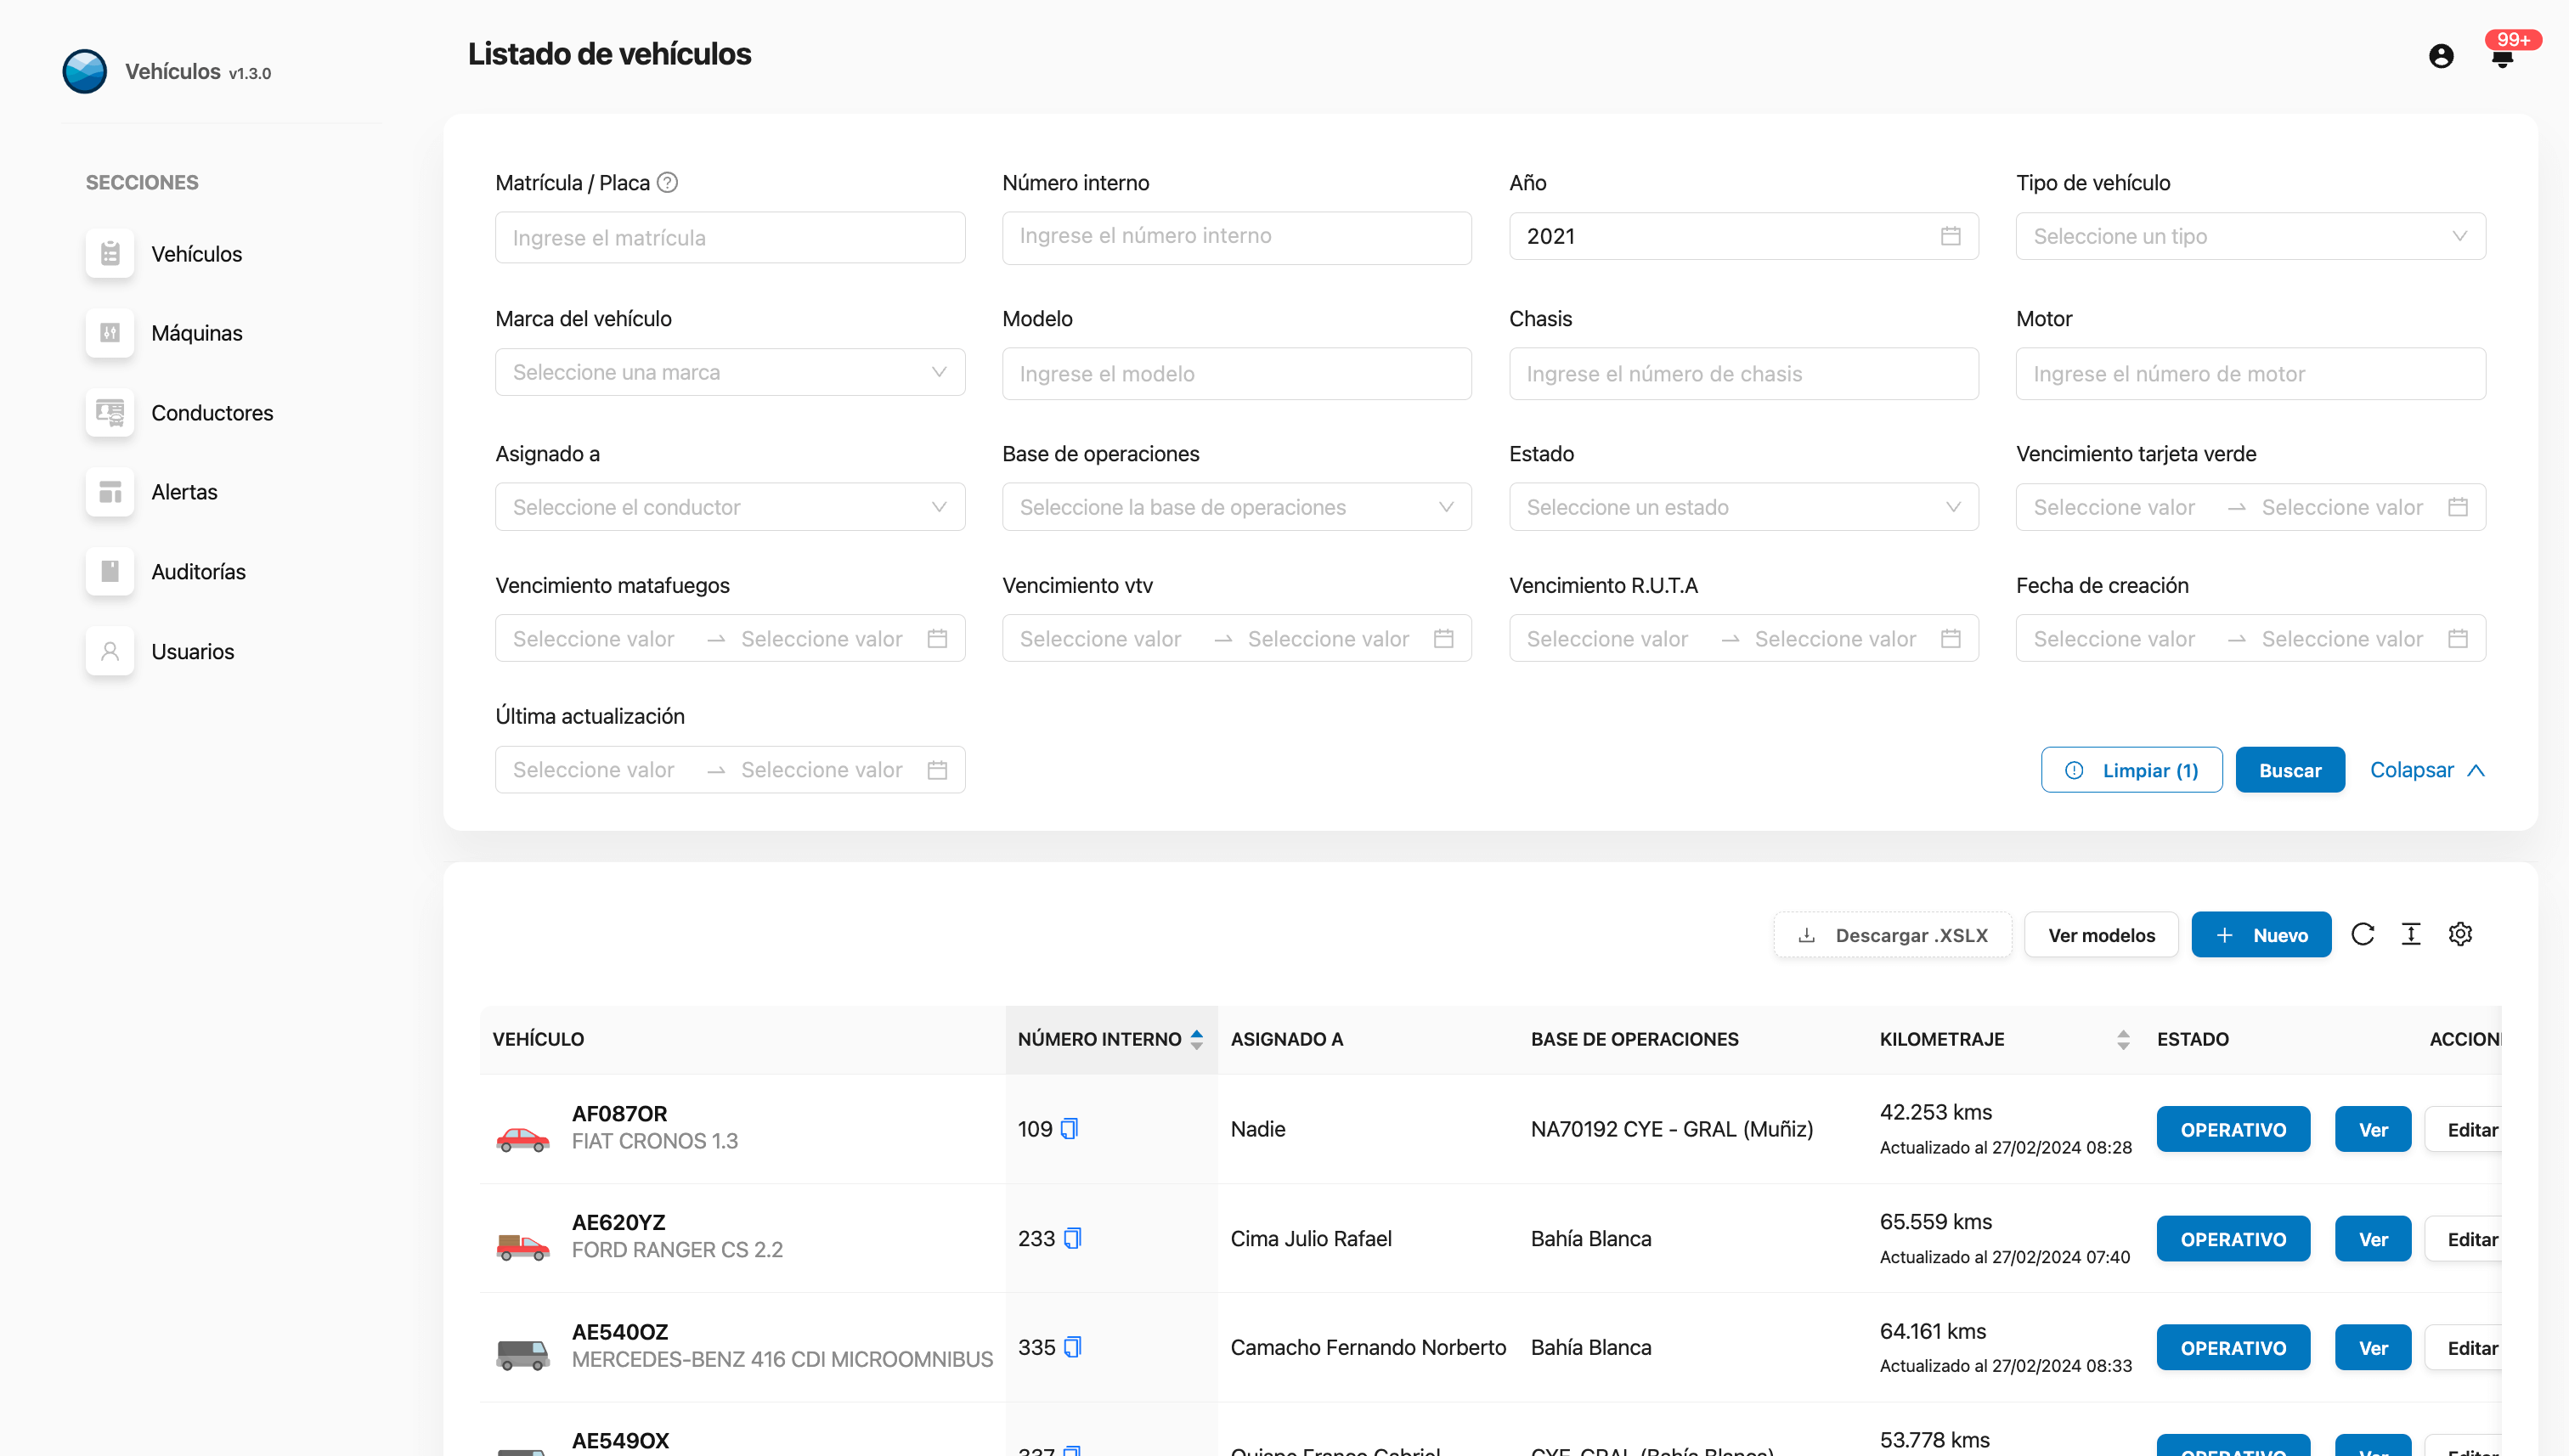 Vehículos v1.3.0
SECCIONES
Vehículos
Máquinas
Conductores
Alertas
Auditorías
Usuarios
Listado de vehículos
99+
Matrícula / Placa
Número interno
Año
Tipo de vehículo
Ingrese el matrícula
Ingrese el número interno
2021
Seleccione un tipo
Marca del vehículo
Modelo
Chasis
Motor
Seleccione una marca
Ingrese el modelo
Ingrese el número de chasis
Ingrese el número de motor
Asignado a
Base de operaciones
Estado
Vencimiento tarjeta verde
Seleccione el conductor
Seleccione la base de operaciones
Seleccione un estado
Seleccione valor → Seleccione valor
Vencimiento matafuegos
Vencimiento vtv
Vencimiento R.U.T.A
Fecha de creación
Seleccione valor → Seleccione valor
Seleccione valor → Seleccione valor
Seleccione valor → Seleccione valor
Seleccione valor → Seleccione valor
Última actualización
Seleccione valor → Seleccione valor
Limpiar (1)
Buscar
Colapsar
Descargar .XSLX
Ver modelos
+ Nuevo
VEHÍCULO
NÚMERO INTERNO
ASIGNADO A
BASE DE OPERACIONES
KILOMETRAJE
ESTADO
ACCION
AF087OR
FIAT CRONOS 1.3
109
Nadie
NA70192 CYE - GRAL (Muñiz)
42.253 kms
Actualizado al 27/02/2024 08:28
OPERATIVO
Ver
Editar
AE620YZ
FORD RANGER CS 2.2
233
Cima Julio Rafael
Bahía Blanca
65.559 kms
Actualizado al 27/02/2024 07:40
OPERATIVO
Ver
Editar
AE540OZ
MERCEDES-BENZ 416 CDI MICROOMNIBUS
335
Camacho Fernando Norberto
Bahía Blanca
64.161 kms
Actualizado al 27/02/2024 08:33
OPERATIVO
Ver
Editar
AE549OX
53.778 kms